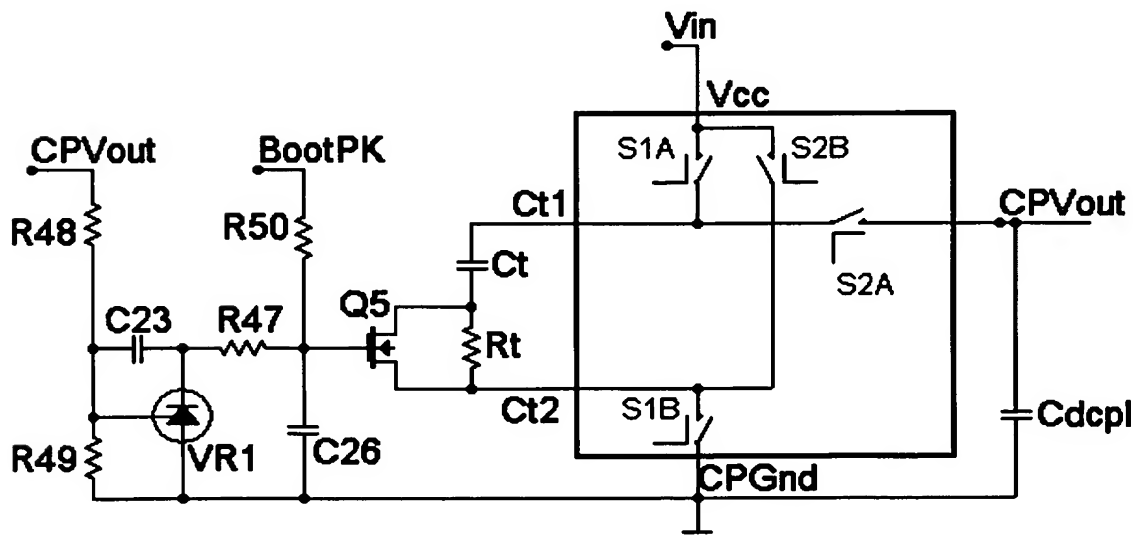 Vin
Vcc
CPVout
BootPK
S1A
S2B
Ct1
CPVout
R48
R50
Ct
S2A
Q5
C23
R47
Rt
Ct2
S1B
Cdcpl
R49
VR1
C26
CPGnd